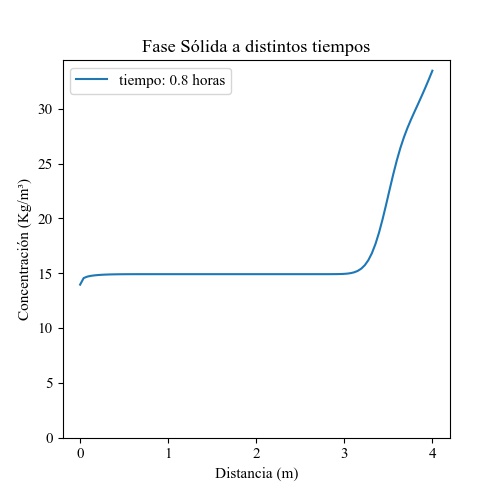 Fase Sólida a distintos tiempos
tiempo: 0.8 horas
Concentración (Kg/m³)
30
25
20
15
10
5
0
0 1 2 3 4
Distancia (m)